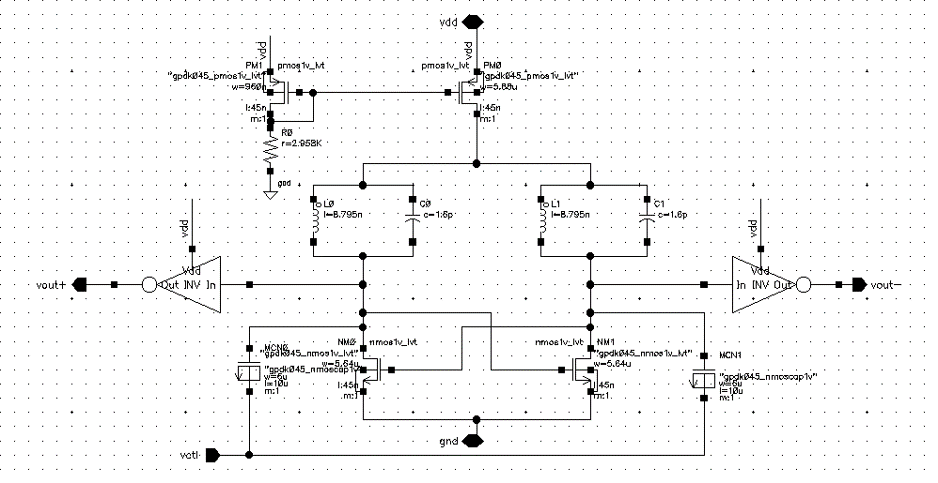 vdd
vdd
vdd
PM1
pmos1v_lvt
"gpdk045_pmos1v_lvt"
w=960n
l:45n
m:1
pmos1v_lvt
PM0
"gpdk045_pmos1v_lvt"
w=5.88u
l:45n
m:1
R0
r=2.958K
gnd
L0
l=8.795n
C0
c=1.6p
L1
l=8.795n
C1
c=1.6p
vdd
vdd
Vdd
Out INV In
vout+
Vdd
In INV Out
vout-
MCN0
"gpdk045_nmoscap1v"
w=6u
l=10u
m:1
NM0
nmos1v_lvt
"gpdk045_nmos1v_lvt"
w=5.64u
l:45n
m:1
nmos1v_lvt
NM1
"gpdk045_nmos1v_lvt"
w=5.64u
l:45n
m:1
MCN1
"gpdk045_nmoscap1v"
w=6u
l=10u
m:1
gnd